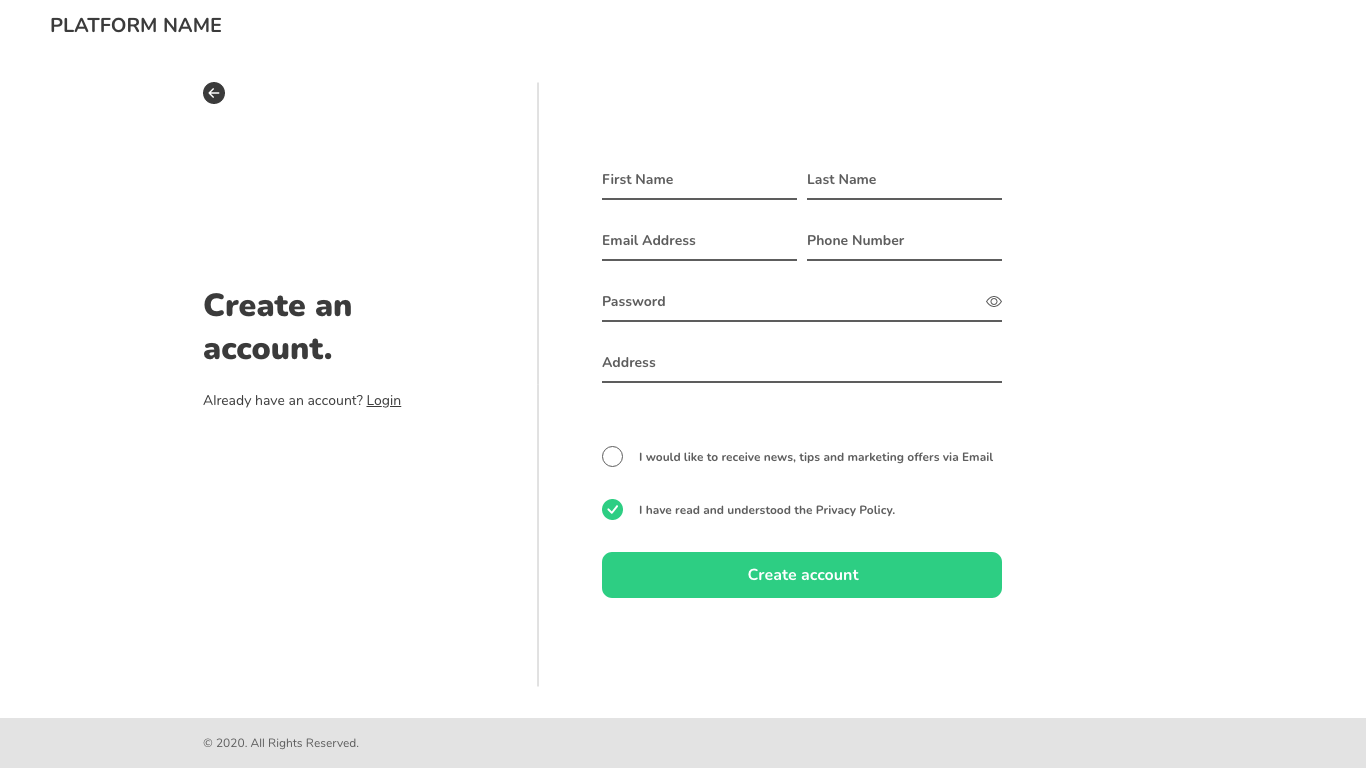 PLATFORM NAME
Create an
account.
Already have an account? Login
First Name
Last Name
Email Address
Phone Number
Password
Address
I would like to receive news, tips and marketing offers via Email
I have read and understood the Privacy Policy.
Create account
© 2020. All Rights Reserved.